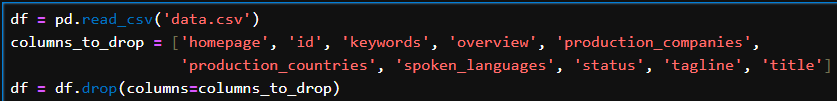 df = pd.read_csv('data.csv')
columns_to_drop = ['homepage', 'id', 'keywords', 'overview', 'production_companies',
'production_countries', 'spoken_languages', 'status', 'tagline', 'title']
df = df.drop(columns=columns_to_drop)